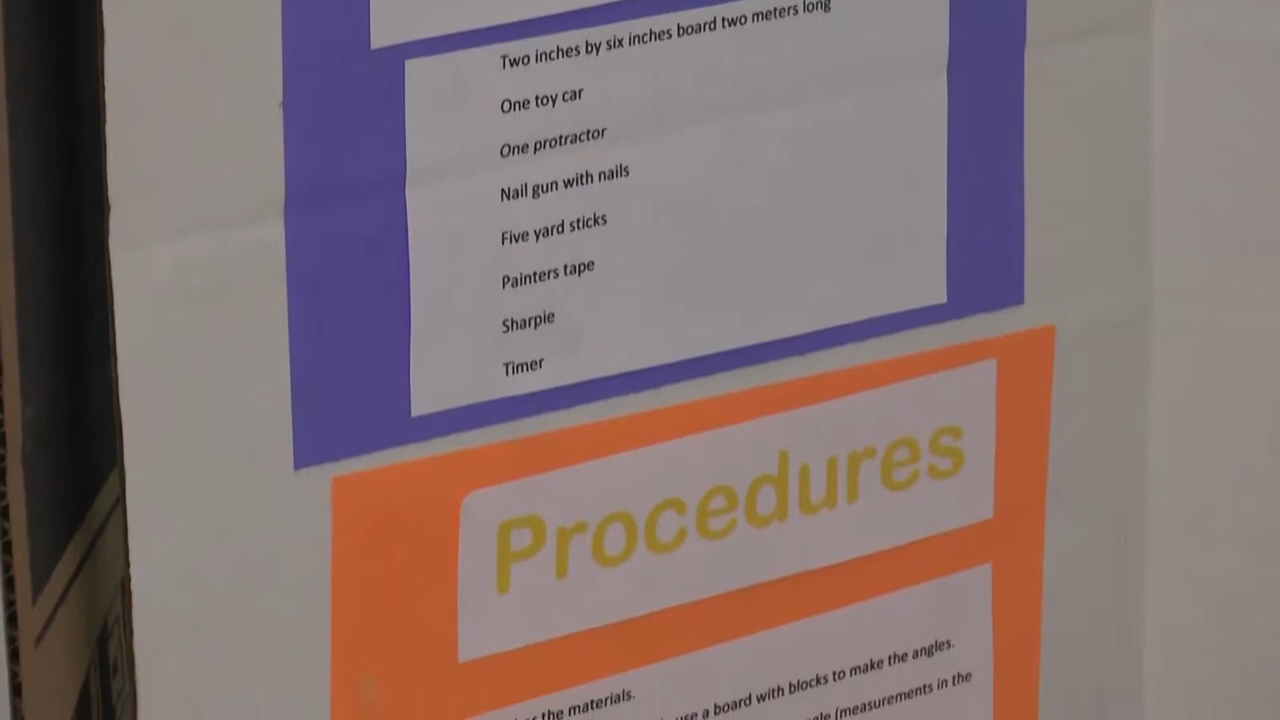 Two inches by six inches board two meters long
One toy car
One protractor
Nail gun with nails
Five yard sticks
Painters tape
Sharpie
Timer
Procedures
the materials.
use a board with blocks to make the angles.
(measurements in the